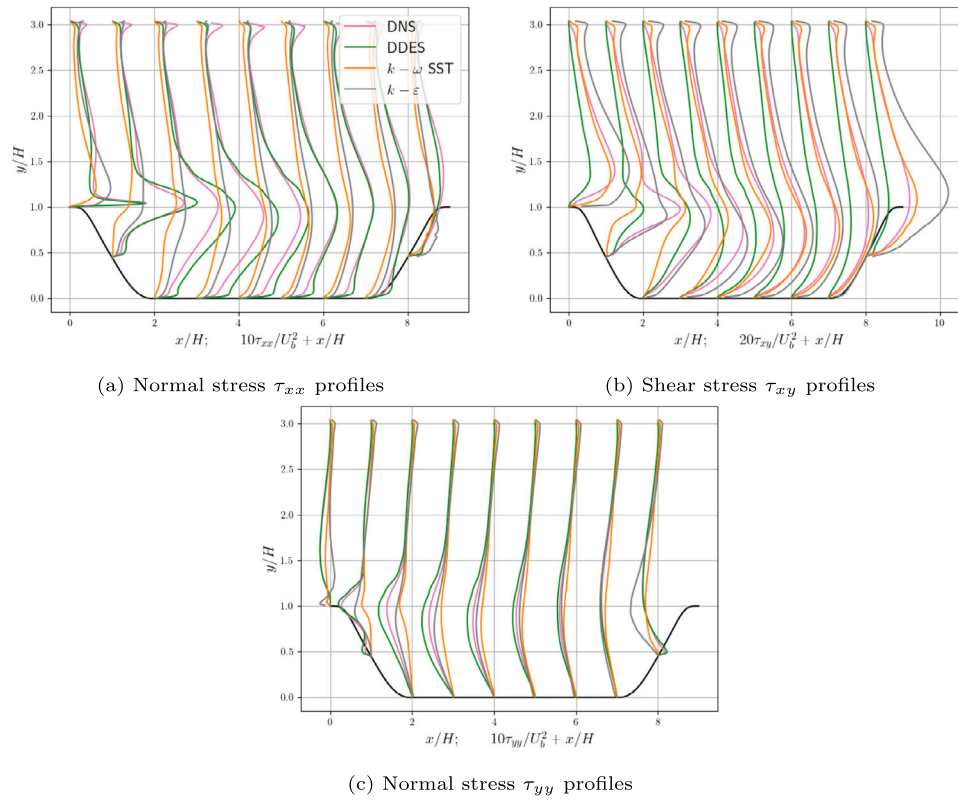 DNS
DDES
k − ω SST
k − ε
y/H
3.0
2.5
2.0
1.5
1.0
0.5
0.0
0 2 4 6 8
x/H; 10τxx/U_b^2 + x/H
(a) Normal stress τxx profiles
y/H
3.0
2.5
2.0
1.5
1.0
0.5
0.0
0 2 4 6 8 10
x/H; 20τxy/U_b^2 + x/H
(b) Shear stress τxy profiles
y/H
3.0
2.5
2.0
1.5
1.0
0.5
0.0
0 2 4 6 8
x/H; 10τyy/U_b^2 + x/H
(c) Normal stress τyy profiles